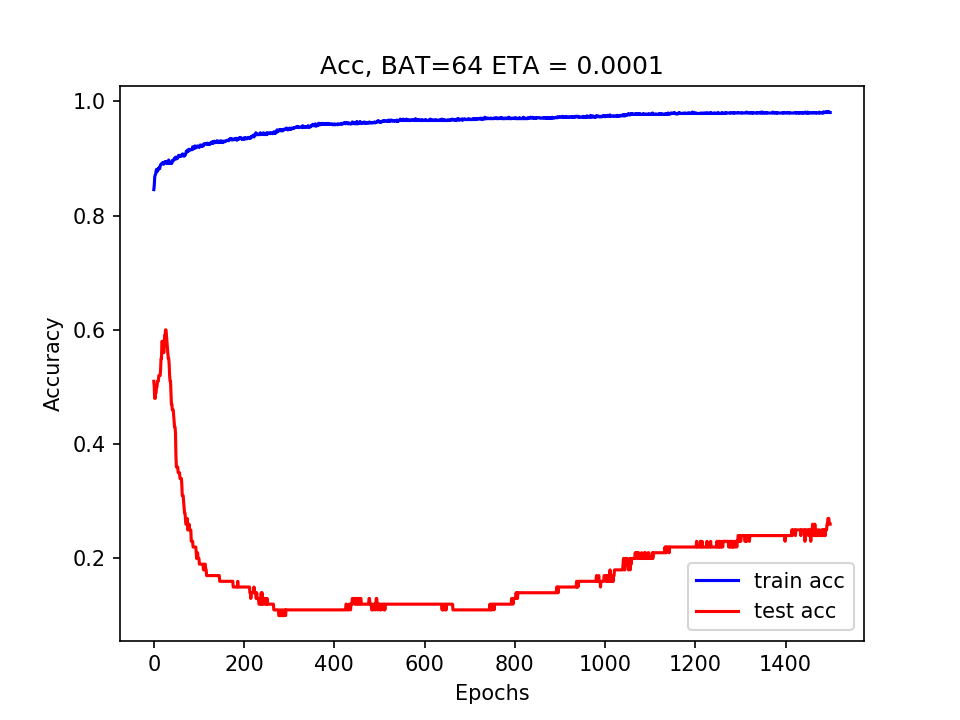 Acc, BAT=64 ETA = 0.0001
1.0
0.8
0.6
0.4
0.2
Accuracy
0 200 400 600 800 1000 1200 1400
Epochs
train acc
test acc